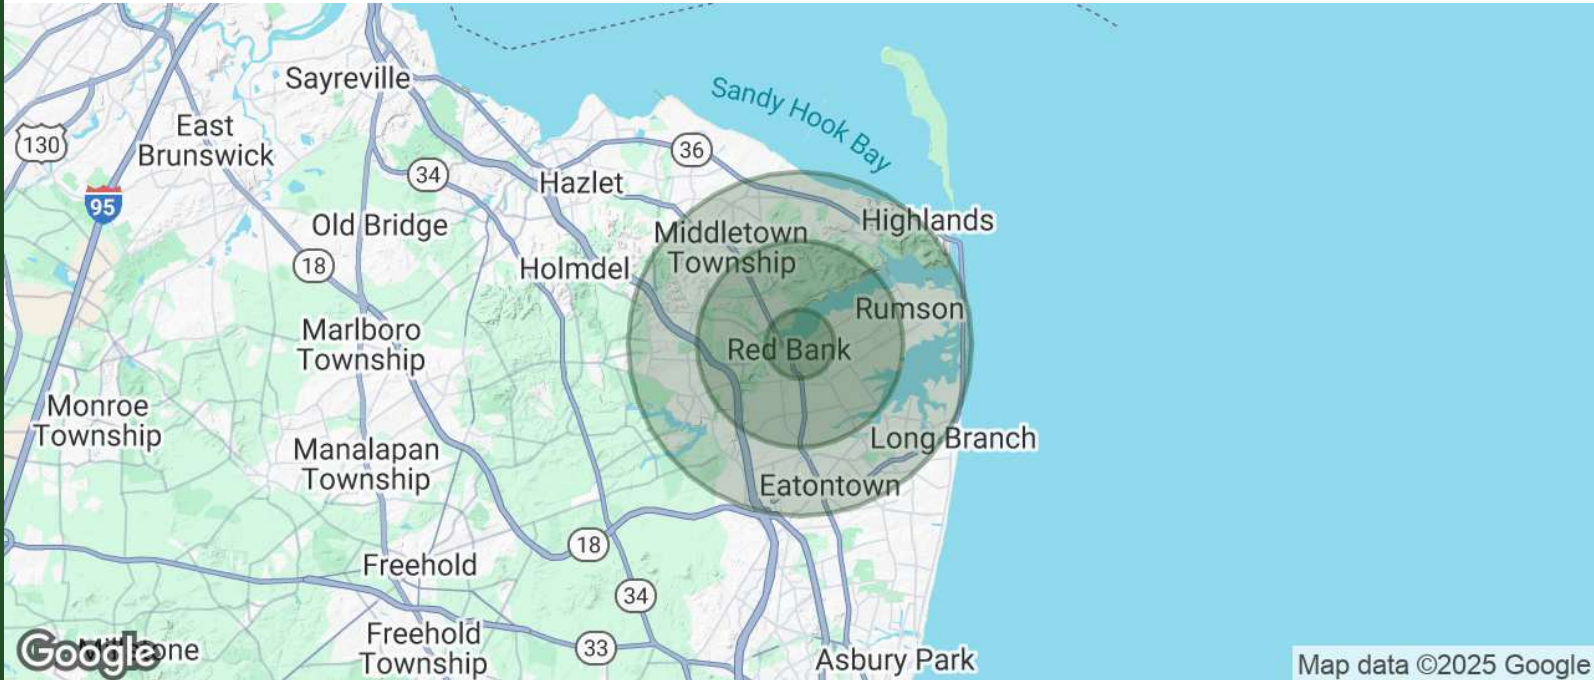 Sayreville
Sandy Hook Bay
130
East
Brunswick
36
34
Hazlet
95
Old Bridge
Highlands
Middletown
Township
18
Holmdel
Rumson
Marlboro
Township
Red Bank
Monroe
Township
Long Branch
Manalapan
Township
Eatontown
18
Freehold
34
Freehold
Township
33
Google
Asbury Park
Map data ©2025 Google